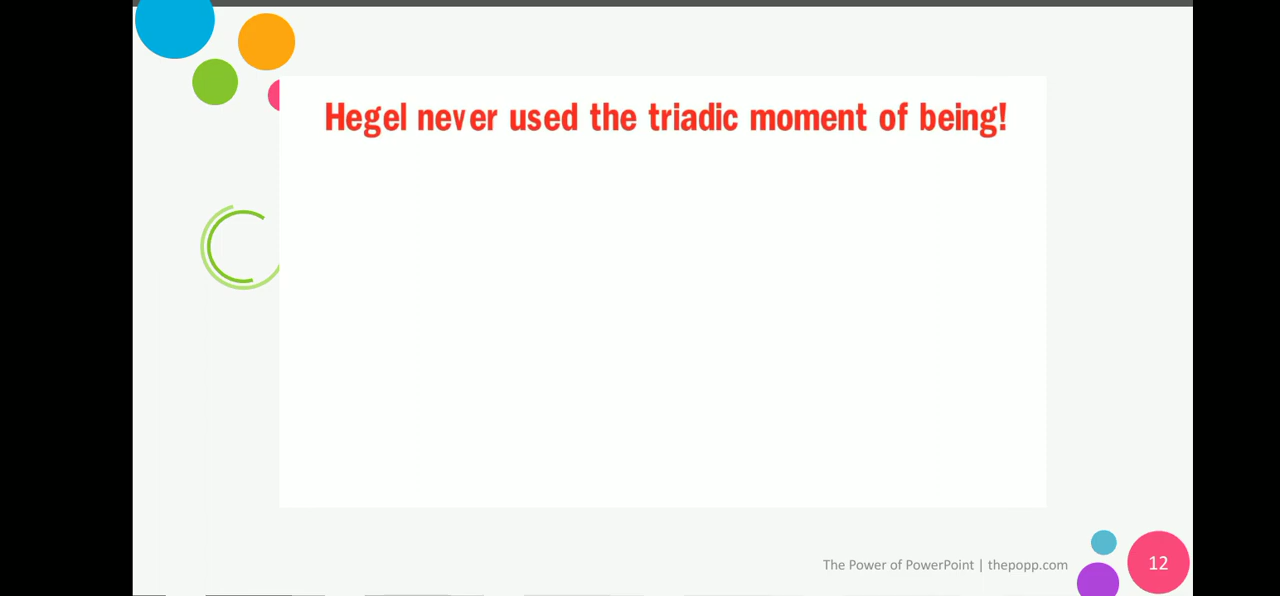 Hegel never used the triadic moment of being!
The Power of PowerPoint | thepopp.com
12